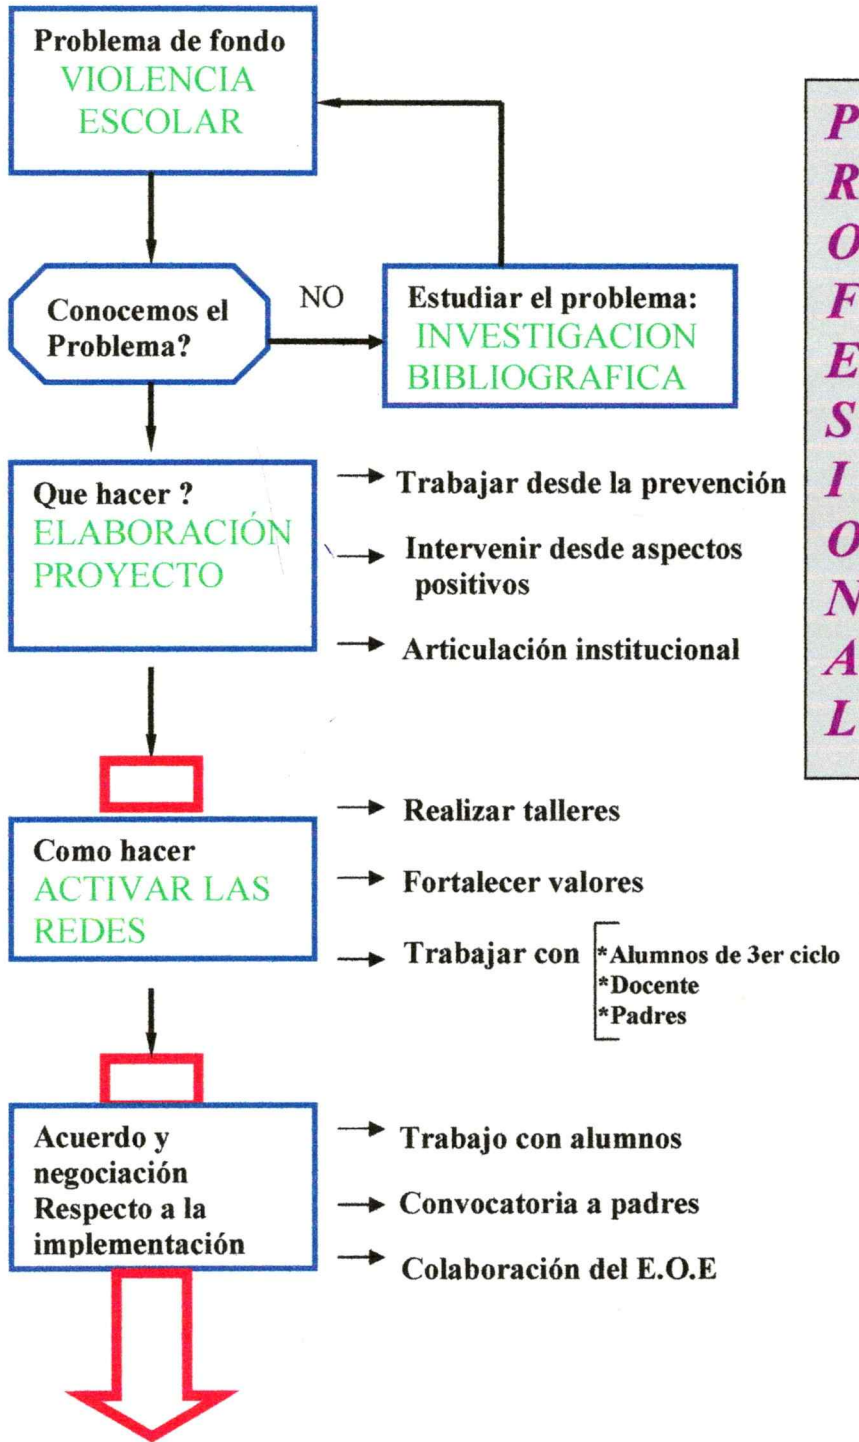 Problema de fondo
VIOLENCIA
ESCOLAR
Conocemos el
Problema?
NO
Estudiar el problema:
INVESTIGACION
BIBLIOGRAFICA
Que hacer ?
ELABORACIÓN
PROYECTO
Trabajar desde la prevención
Intervenir desde aspectos
positivos
Articulación institucional
Como hacer
ACTIVAR LAS
REDES
Realizar talleres
Fortalecer valores
Trabajar con
*Alumnos de 3er ciclo
*Docente
*Padres
Acuerdo y
negociación
Respecto a la
implementación
Trabajo con alumnos
Convocatoria a padres
Colaboración del E.O.E
P
R
O
F
E
S
I
O
N
A
L